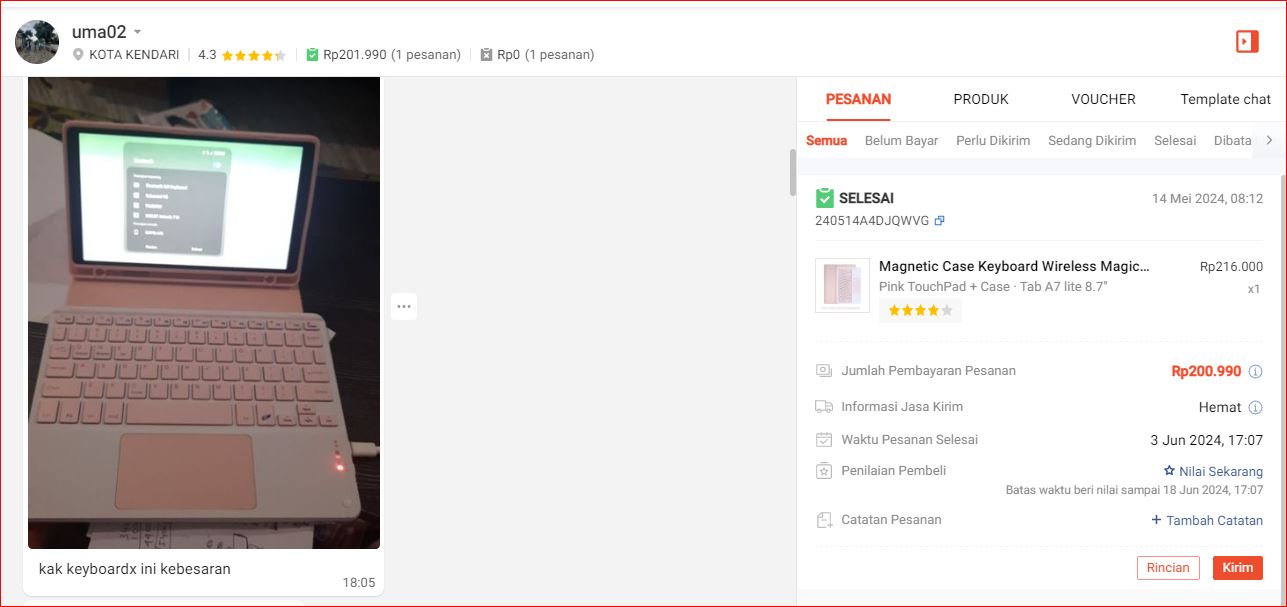 uma02
KOTA KENDARI
4.3
Rp201.990 (1 pesanan)
Rp0 (1 pesanan)
kak keyboardx ini kebesaran
18:05
PESANAN
PRODUK
VOUCHER
Template chat
Semua
Belum Bayar
Perlu Dikirim
Sedang Dikirim
Selesai
Dibata
SELESAI
14 Mei 2024, 08:12
240514A4DJQWVG
Magnetic Case Keyboard Wireless Magic...
Rp216.000
Pink TouchPad + Case · Tab A7 lite 8.7"
x1
Jumlah Pembayaran Pesanan
Rp200.990
Informasi Jasa Kirim
Hemat
Waktu Pesanan Selesai
3 Jun 2024, 17:07
Penilaian Pembeli
Nilai Sekarang
Batas waktu beri nilai sampai 18 Jun 2024, 17:07
Catatan Pesanan
+ Tambah Catatan
Rincian
Kirim